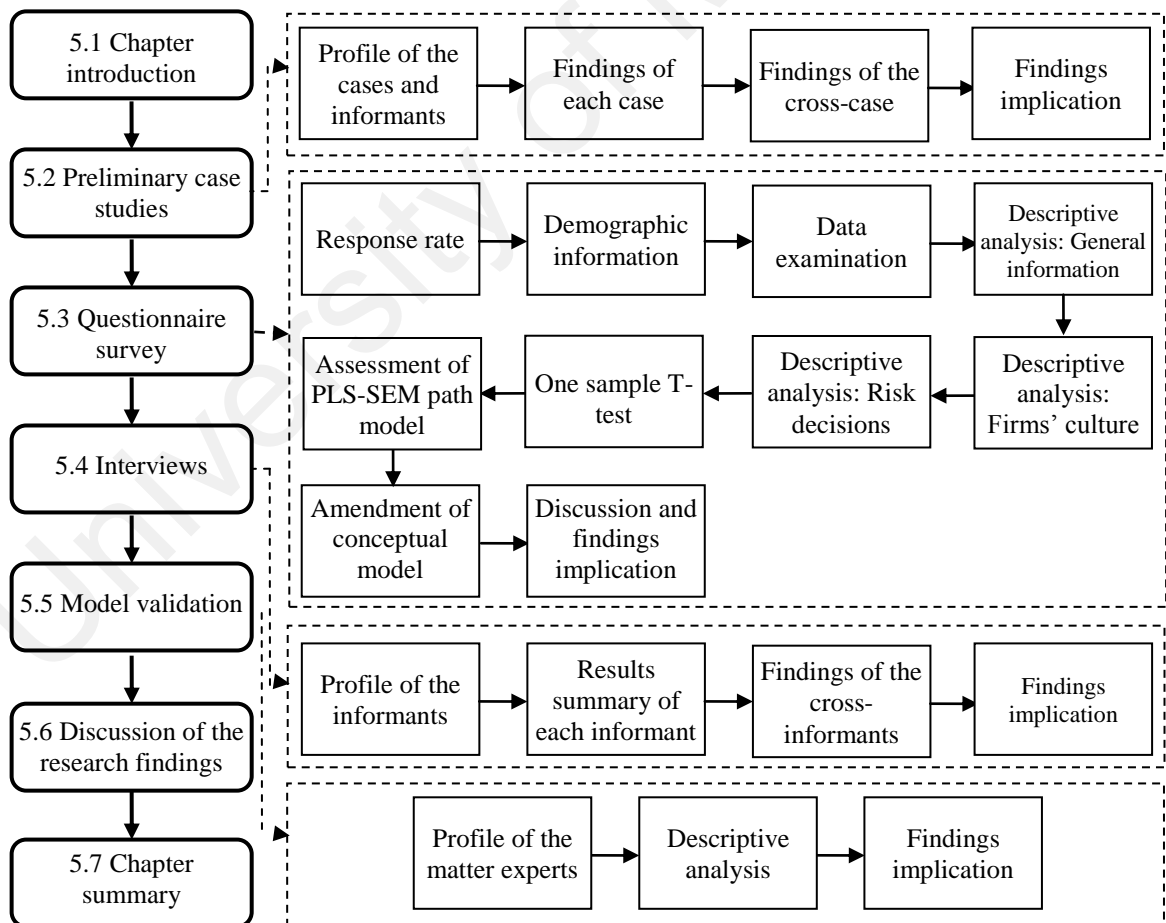 5.1 Chapter
introduction
5.2 Preliminary case
studies
5.3 Questionnaire
survey
5.4 Interviews
5.5 Model validation
5.6 Discussion of the
research findings
5.7 Chapter
summary
Profile of the
cases and
informants
Findings of
each case
Findings of the
cross-case
Findings
implication
Response rate
Demographic
information
Data
examination
Descriptive
analysis: General
information
Descriptive
analysis:
Firms’ culture
Descriptive
analysis: Risk
decisions
One sample T-
test
Assessment of
PLS-SEM path
model
Amendment of
conceptual
model
Discussion and
findings
implication
Profile of the
informants
Results
summary of
each informant
Findings of the
cross-
informants
Findings
implication
Profile of the
matter experts
Descriptive
analysis
Findings
implication
University of